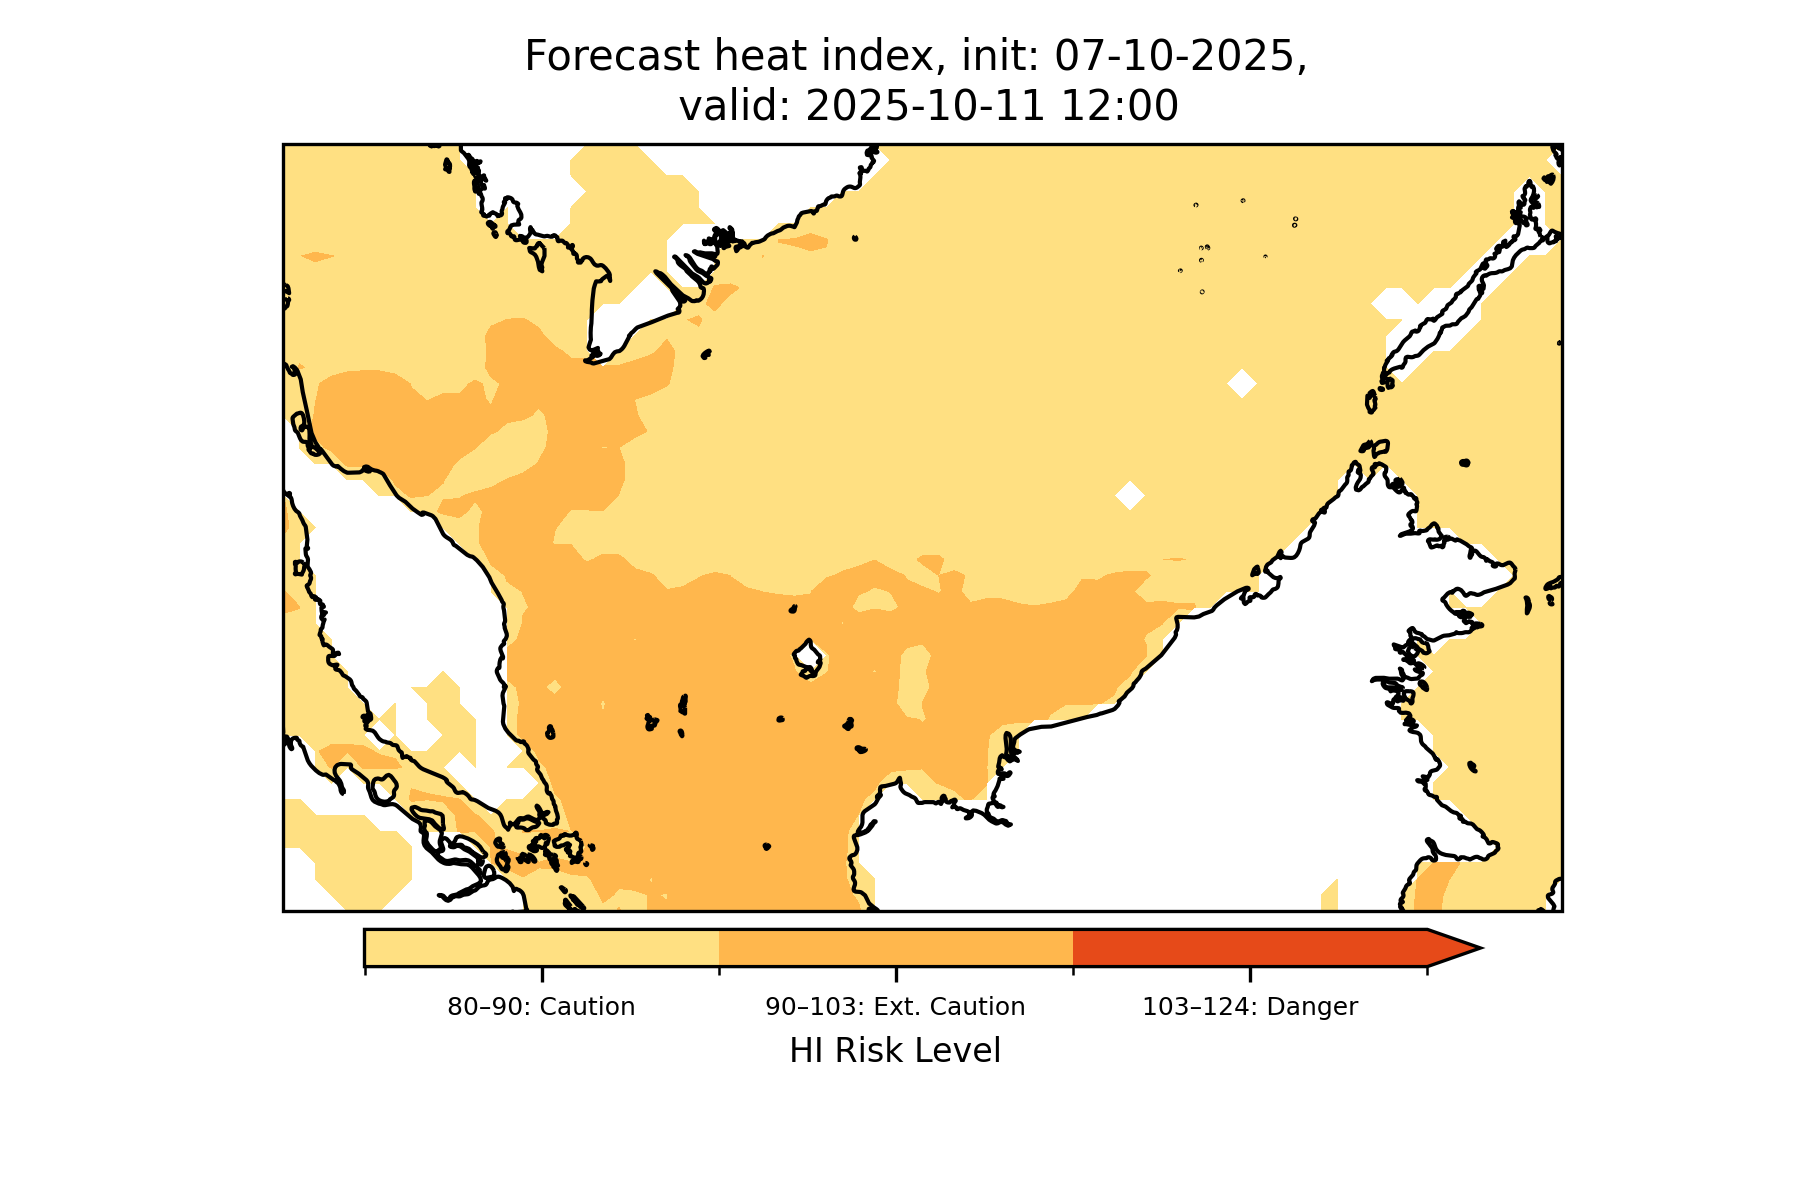 Forecast heat index, init: 07-10-2025,
valid: 2025-10-11 12:00
80–90: Caution
90–103: Ext. Caution
103–124: Danger
HI Risk Level